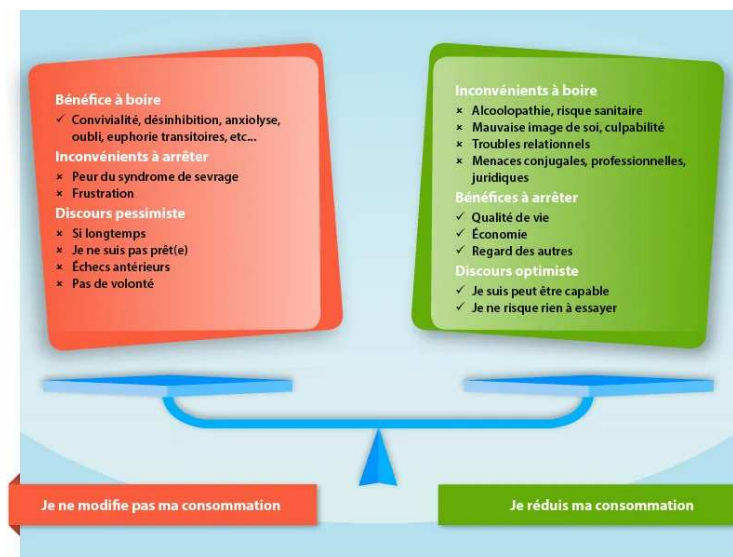 Bénéfice à boire
✓ Convivialité, désinhibition, anxiolyse,
oubli, euphorie transitoires, etc...
Inconvénients à arrêter
× Peur du syndrome de sevrage
× Frustration
Discours pessimiste
× Si longtemps
× Je ne suis pas prêt(e)
× Échecs antérieurs
× Pas de volonté
Inconvénients à boire
× Alcoolopathie, risque sanitaire
× Mauvaise image de soi, culpabilité
× Troubles relationnels
× Menaces conjugales, professionnelles,
juridiques
Bénéfices à arrêter
✓ Qualité de vie
✓ Économie
✓ Regard des autres
Discours optimiste
✓ Je suis peut être capable
✓ Je ne risque rien à essayer
Je ne modifie pas ma consommation
Je réduis ma consommation